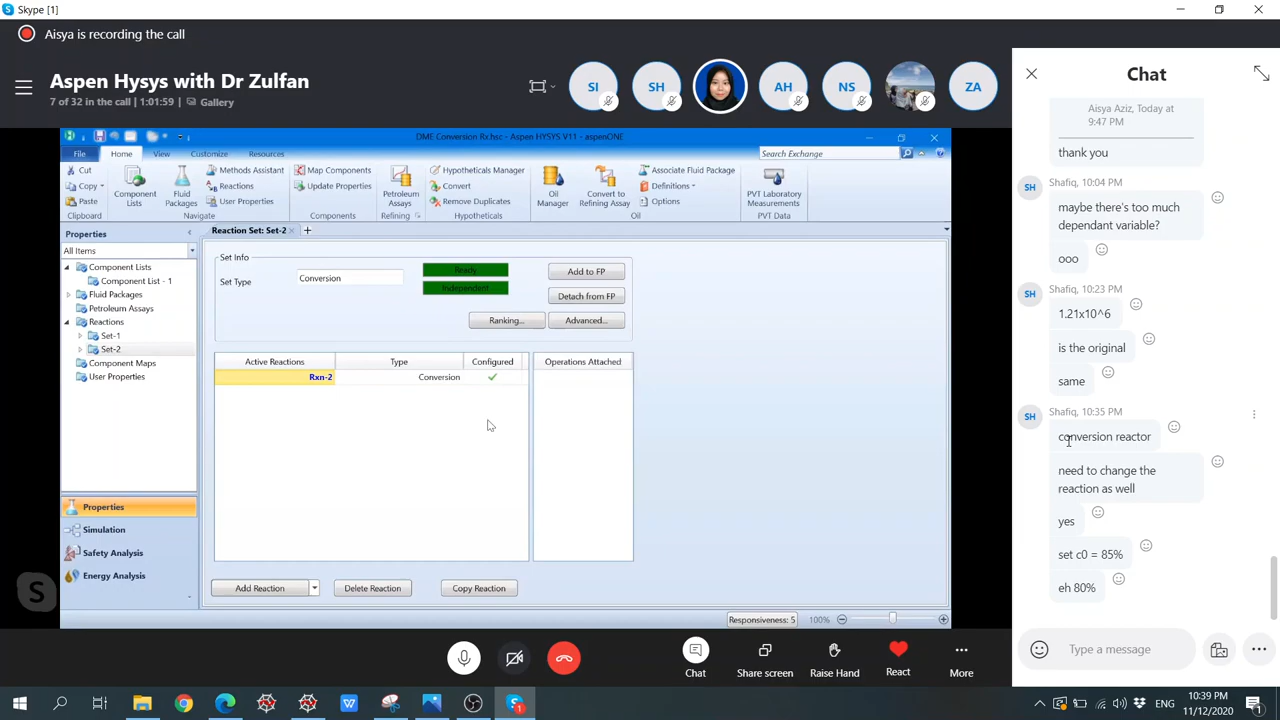 Skype [1]
Aisya is recording the call
Aspen Hysys with Dr Zulfan
7 of 32 in the call | 1:01:59 | Gallery
SI
SH
AH
NS
ZA
Chat
DME Conversion Rx.hsc - Aspen HYSYS V11 - aspenONE
File
Home
View
Customize
Resources
Search Exchange
Cut
Copy
Paste
Clipboard
Component Lists
Fluid Packages
Methods Assistant
Reactions
User Properties
Navigate
Map Components
Update Properties
Components
Petroleum Assays
Refining
Hypotheticals Manager
Convert
Remove Duplicates
Hypotheticals
Oil Manager
Convert to Refining Assay
Associate Fluid Package
Definitions
Options
Oil
PVT Laboratory Measurements
PVT Data
Properties
All Items
Component Lists
Component List - 1
Fluid Packages
Petroleum Assays
Reactions
Set-1
Set-2
Component Maps
User Properties
Properties
Simulation
Safety Analysis
Energy Analysis
Reaction Set: Set-2
Set Info
Set Type
Conversion
Ready
Independent
Add to FP
Detach from FP
Ranking...
Advanced...
Active Reactions
Type
Configured
Operations Attached
Rxn-2
Conversion
Add Reaction
Delete Reaction
Copy Reaction
Responsiveness: 5
100%
Aisya Aziz, Today at
9:47 PM
thank you
Shafiq, 10:04 PM
SH
maybe there's too much
dependant variable?
ooo
Shafiq, 10:23 PM
SH
1.21x10^6
is the original
same
Shafiq, 10:35 PM
SH
conversion reactor
need to change the
reaction as well
yes
set c0 = 85%
eh 80%
Type a message
Chat
Share screen
Raise Hand
React
More
W
ENG
10:39 PM
11/12/2020
1
1